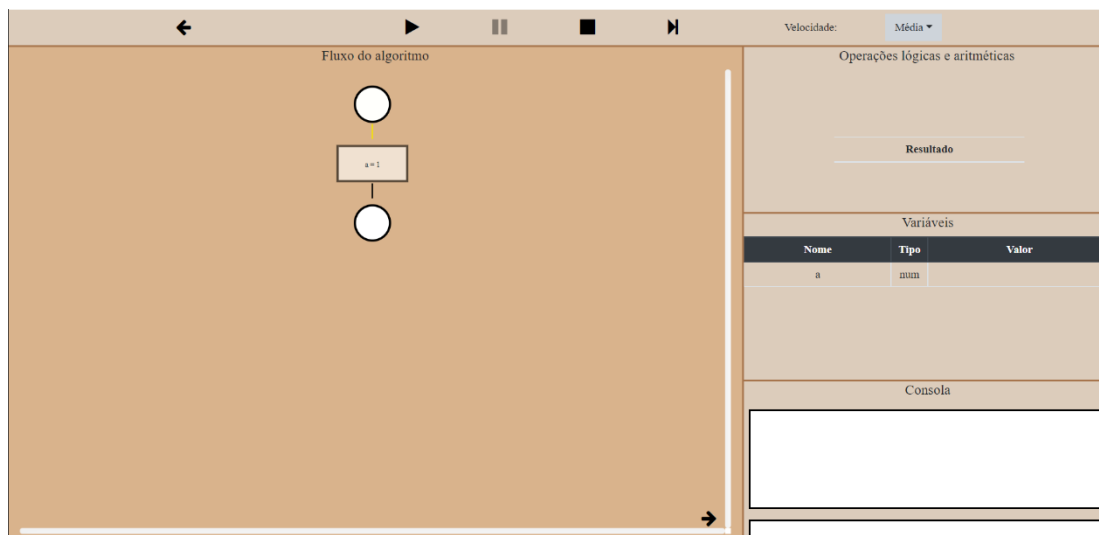 Velocidade: Média
Fluxo do algoritmo
a = 1
Operações lógicas e aritméticas
Resultado
Variáveis
Nome Tipo Valor
a num
Consola